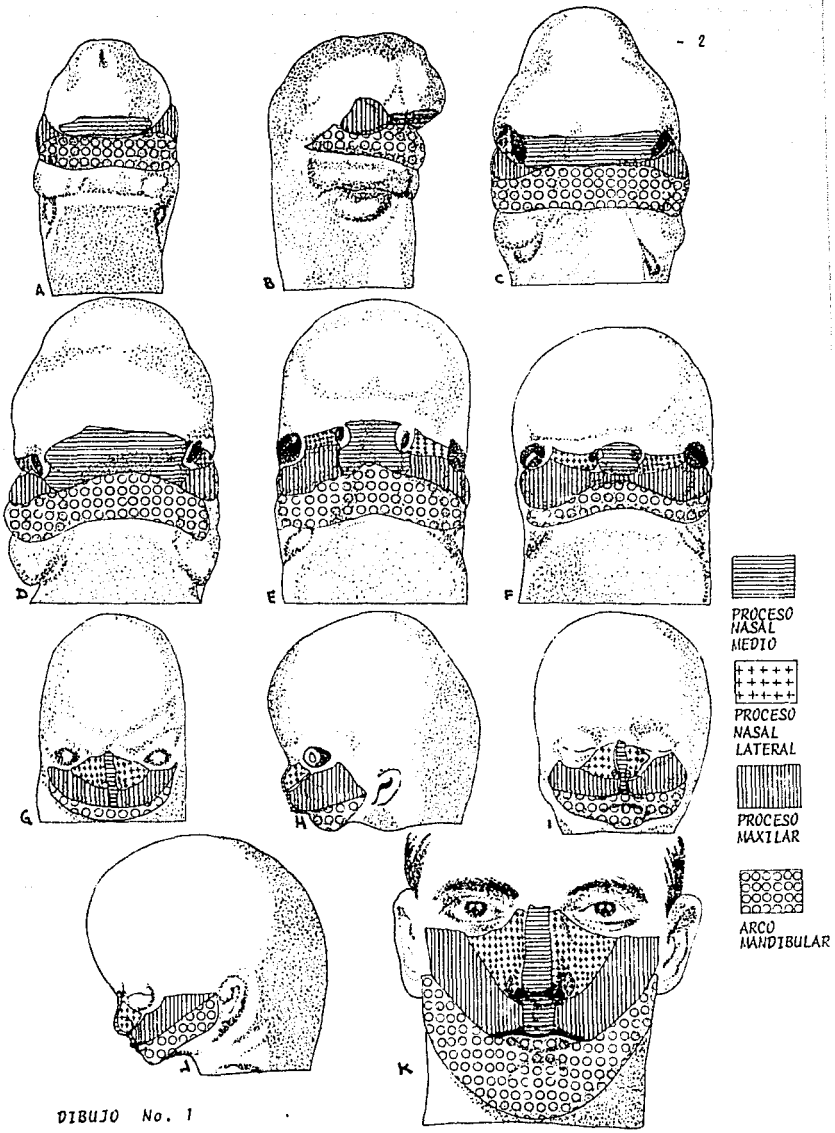 - 2
A
B
C
D
E
F
PROCESO
NASAL
MEDIO
PROCESO
NASAL
LATERAL
PROCESO
MAXILAR
ARCO
MANDIBULAR
G
H
I
J
K
DIBUJO No. 1